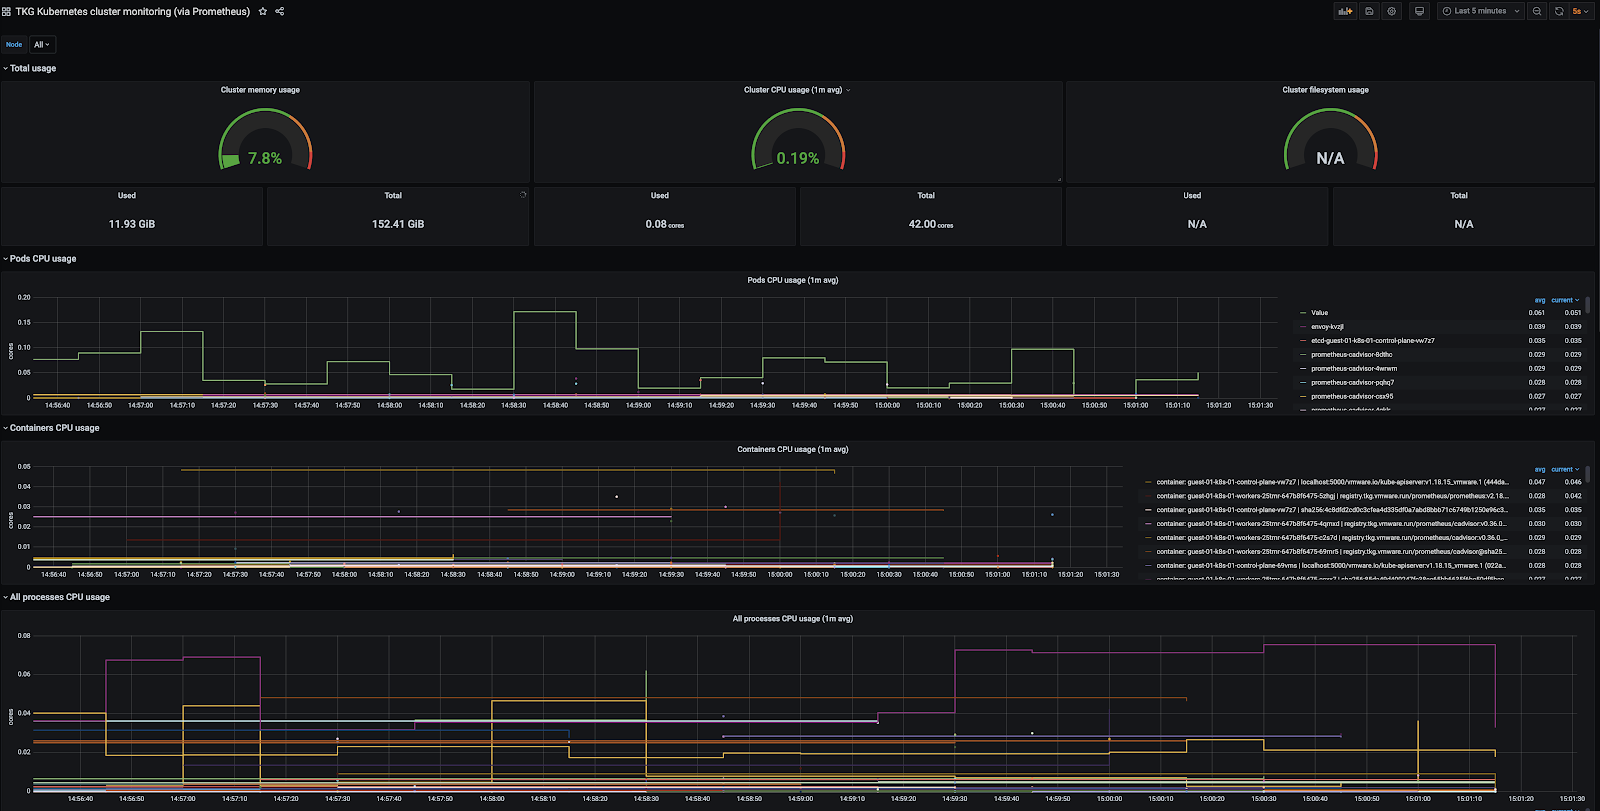 TKG Kubernetes cluster monitoring (via Prometheus)
Last 5 minutes
5s
Node
All
Total usage
Cluster memory usage
Cluster CPU usage (1m avg)
Cluster filesystem usage
7.8%
0.19%
N/A
Used
Total
Used
Total
Used
Total
11.93 GiB
152.41 GiB
0.08 cores
42.00 cores
N/A
N/A
Pods CPU usage
Pods CPU usage (1m avg)
cores
0.20
0.15
0.10
0.05
0
14:56:40 14:56:50 14:57:00 14:57:10 14:57:20 14:57:30 14:57:40 14:57:50 14:58:00 14:58:10 14:58:20 14:58:30 14:58:40 14:58:50 14:59:00 14:59:10 14:59:20 14:59:30 14:59:40 14:59:50 15:00:00 15:00:10 15:00:20 15:00:30 15:00:40 15:00:50 15:01:00 15:01:10 15:01:20 15:01:30
avg current
Value 0.061 0.051
envoy-kvzjl 0.039 0.039
etcd-guest-01-k8s-01-control-plane-vw7z7 0.035 0.035
prometheus-cadvisor-8dthc 0.029 0.029
prometheus-cadvisor-4wrwm 0.029 0.029
prometheus-cadvisor-pqhq7 0.028 0.028
prometheus-cadvisor-csx95 0.027 0.027
Containers CPU usage
Containers CPU usage (1m avg)
cores
0.05
0.04
0.03
0.02
0.01
0
14:56:40 14:56:50 14:57:00 14:57:10 14:57:20 14:57:30 14:57:40 14:57:50 14:58:00 14:58:10 14:58:20 14:58:30 14:58:40 14:58:50 14:59:00 14:59:10 14:59:20 14:59:30 14:59:40 14:59:50 15:00:00 15:00:10 15:00:20 15:00:30 15:00:40 15:00:50 15:01:00 15:01:10 15:01:20 15:01:30
avg current
container: guest-01-k8s-01-control-plane-vw7z7 | localhost:5000/vmware.io/kube-apiserver:v1.18.15_vmware.1 (444da... 0.047 0.046
container: guest-01-k8s-01-workers-25tmr-647b8f6475-5zhgj | registry.tkg.vmware.run/prometheus/prometheus:v2.18.... 0.028 0.042
container: guest-01-k8s-01-control-plane-vw7z7 | sha256:4c8dfd2cd0c3cfea4d335df0a7abd8bbb71c6749b1250e96c3... 0.035 0.035
container: guest-01-k8s-01-workers-25tmr-647b8f6475-4qmxd | registry.tkg.vmware.run/prometheus/cadvisor:v0.36.0_... 0.030 0.030
container: guest-01-k8s-01-workers-25tmr-647b8f6475-c2s7d | registry.tkg.vmware.run/prometheus/cadvisor:v0.36.0_... 0.029 0.029
container: guest-01-k8s-01-workers-25tmr-647b8f6475-69mr5 | registry.tkg.vmware.run/prometheus/cadvisor@sha25... 0.028 0.028
container: guest-01-k8s-01-control-plane-69vms | localhost:5000/vmware.io/kube-apiserver:v1.18.15_vmware.1 (022a... 0.028 0.028
All processes CPU usage
All processes CPU usage (1m avg)
cores
0.08
0.06
0.04
0.02
0
14:56:40 14:56:50 14:57:00 14:57:10 14:57:20 14:57:30 14:57:40 14:57:50 14:58:00 14:58:10 14:58:20 14:58:30 14:58:40 14:58:50 14:59:00 14:59:10 14:59:20 14:59:30 14:59:40 14:59:50 15:00:00 15:00:10 15:00:20 15:00:30 15:00:40 15:00:50 15:01:00 15:01:10 15:01:20 15:01:30